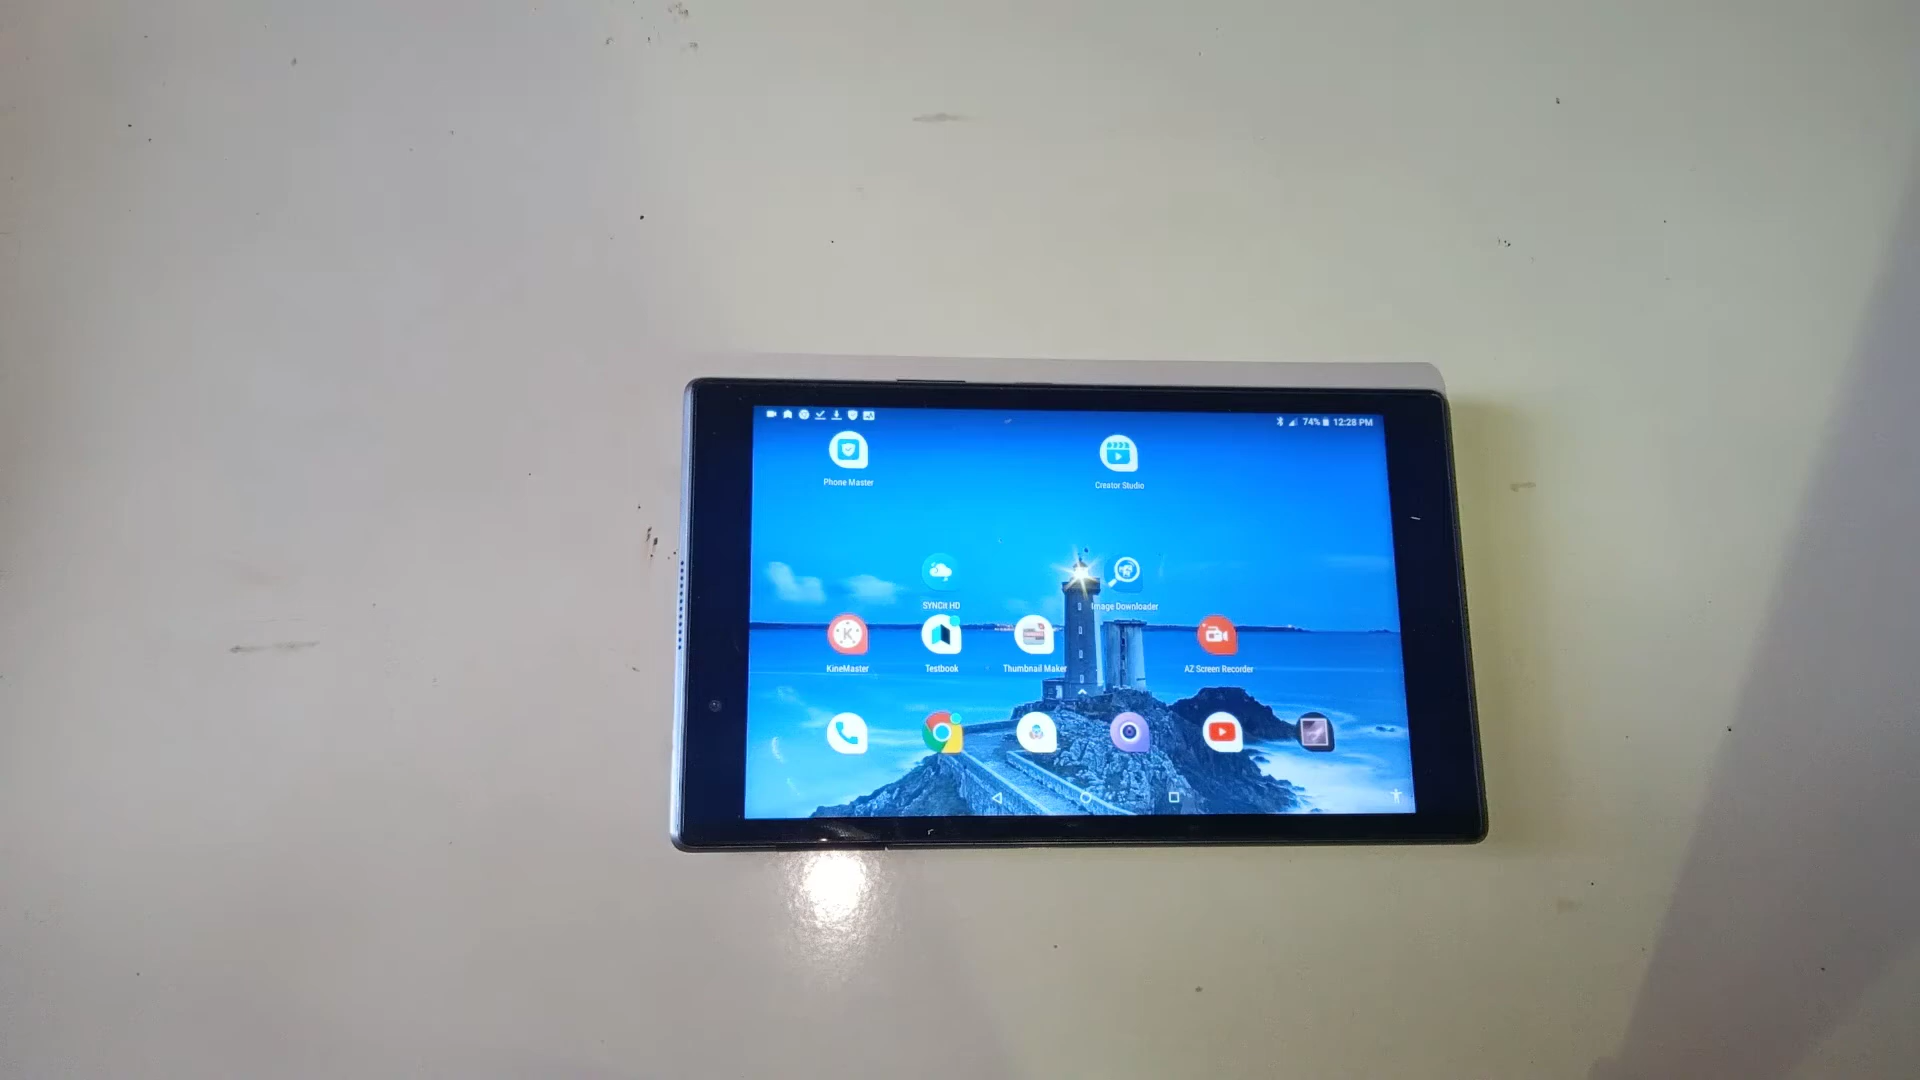 74% 12:28 PM
Phone Master
Creator Studio
SYNCit HD
Image Downloader
KineMaster
Testbook
Thumbnail Maker
AZ Screen Recorder
K